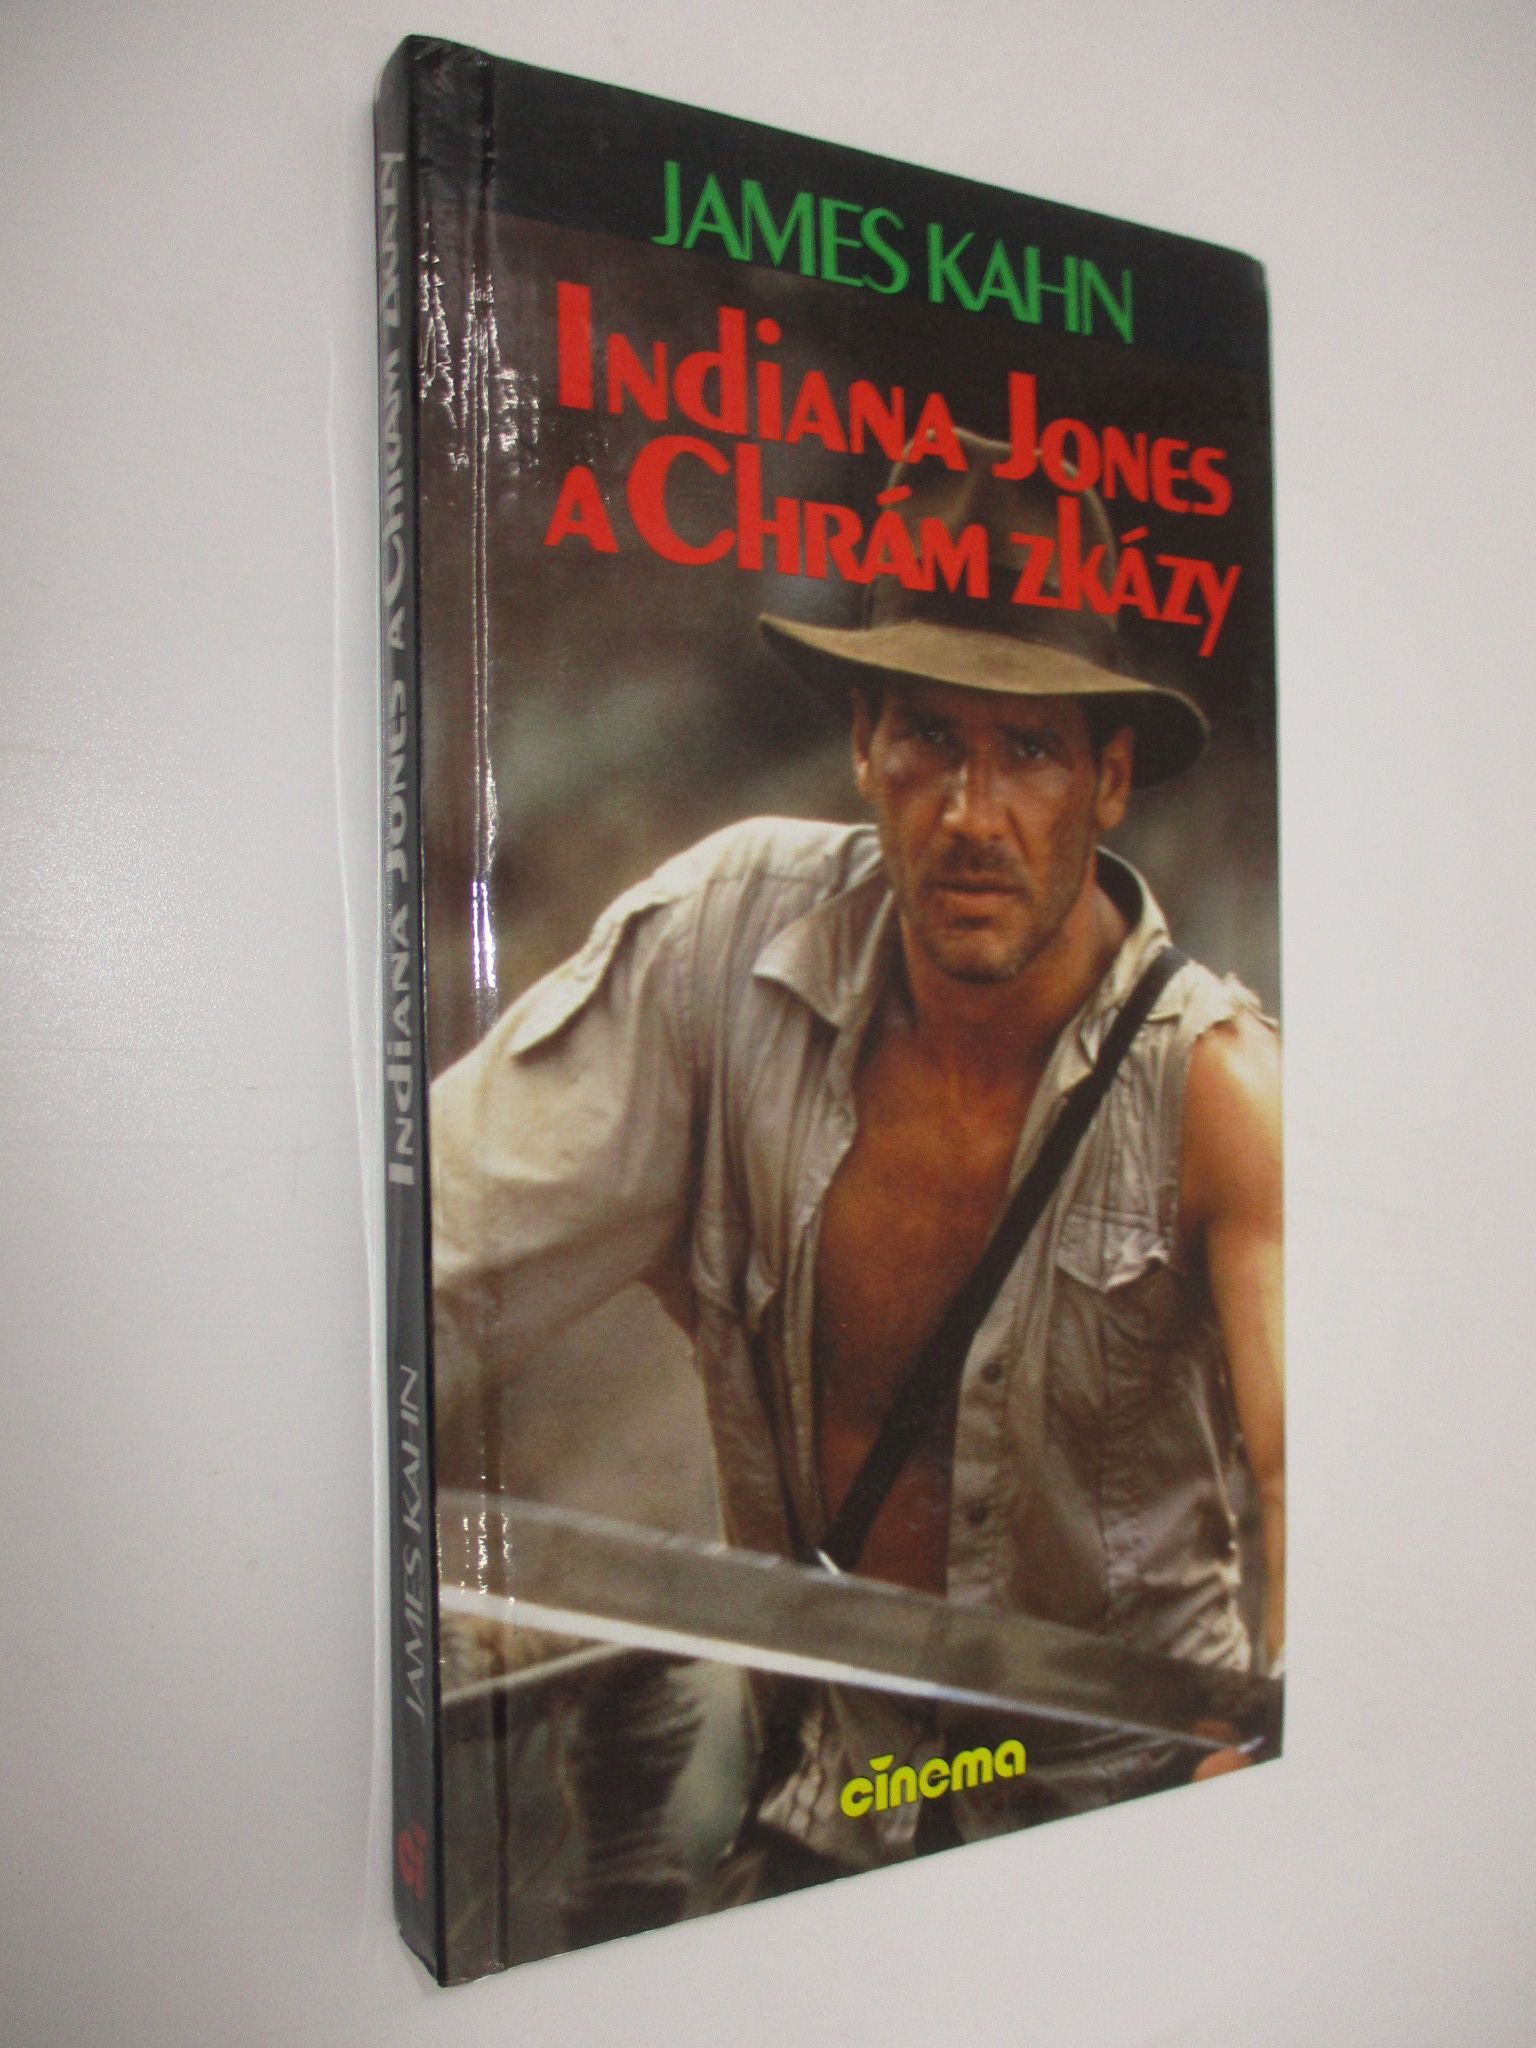 JAMES KAHN
INdiANA JONES
A CHRÁM ZkÁZY
cinema
JAMES KAHN INdiANA JONES A CHRÁM ZkÁZY